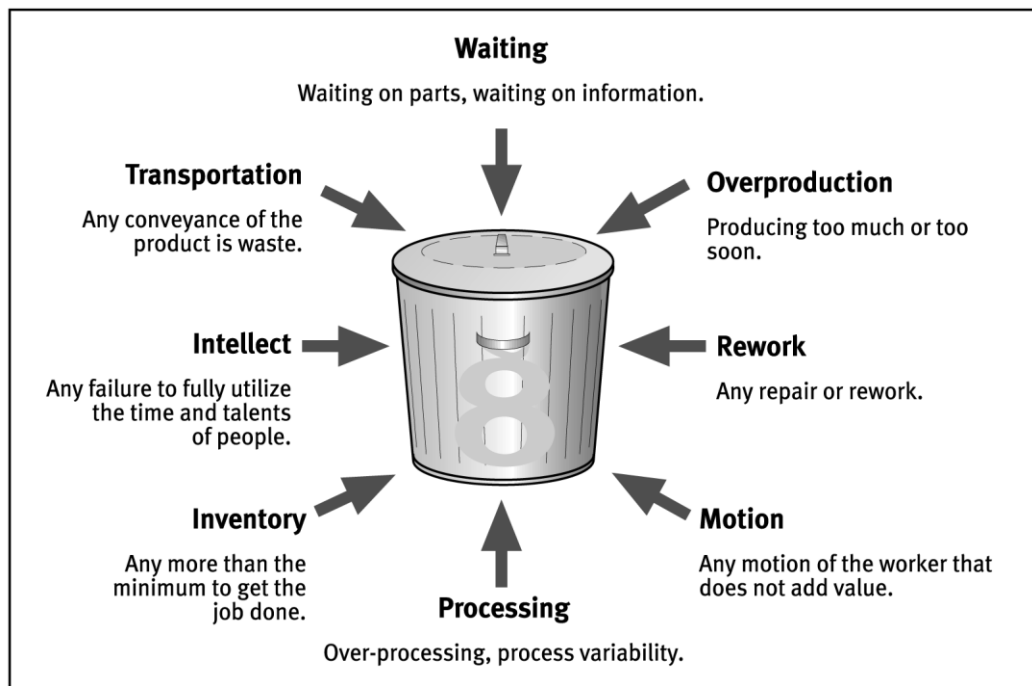 Waiting
Waiting on parts, waiting on information.
Transportation
Any conveyance of the
product is waste.
Overproduction
Producing too much or too
soon.
Intellect
Any failure to fully utilize
the time and talents
of people.
8
Rework
Any repair or rework.
Inventory
Any more than the
minimum to get the
job done.
Motion
Any motion of the worker that
does not add value.
Processing
Over-processing, process variability.